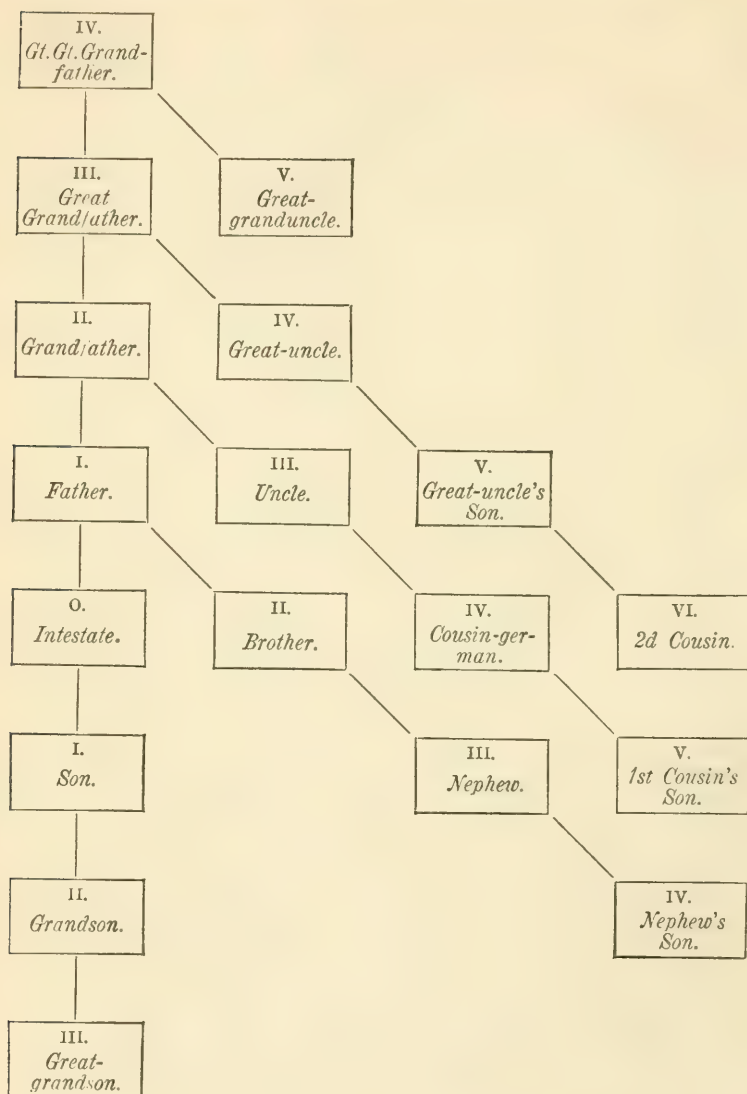 IV.
Gt. Gt. Grand-
father.
III.
Great
Grandfather.
V.
Great-
granduncle.
II.
Grandfather.
IV.
Great-uncle.
I.
Father.
III.
Uncle.
V.
Great-uncle's
Son.
O.
Intestate.
II.
Brother.
IV.
Cousin-ger-
man.
VI.
2d Cousin.
I.
Son.
III.
Nephew.
V.
1st Cousin's
Son.
II.
Grandson.
IV.
Nephew's
Son.
III.
Great-
grandson.